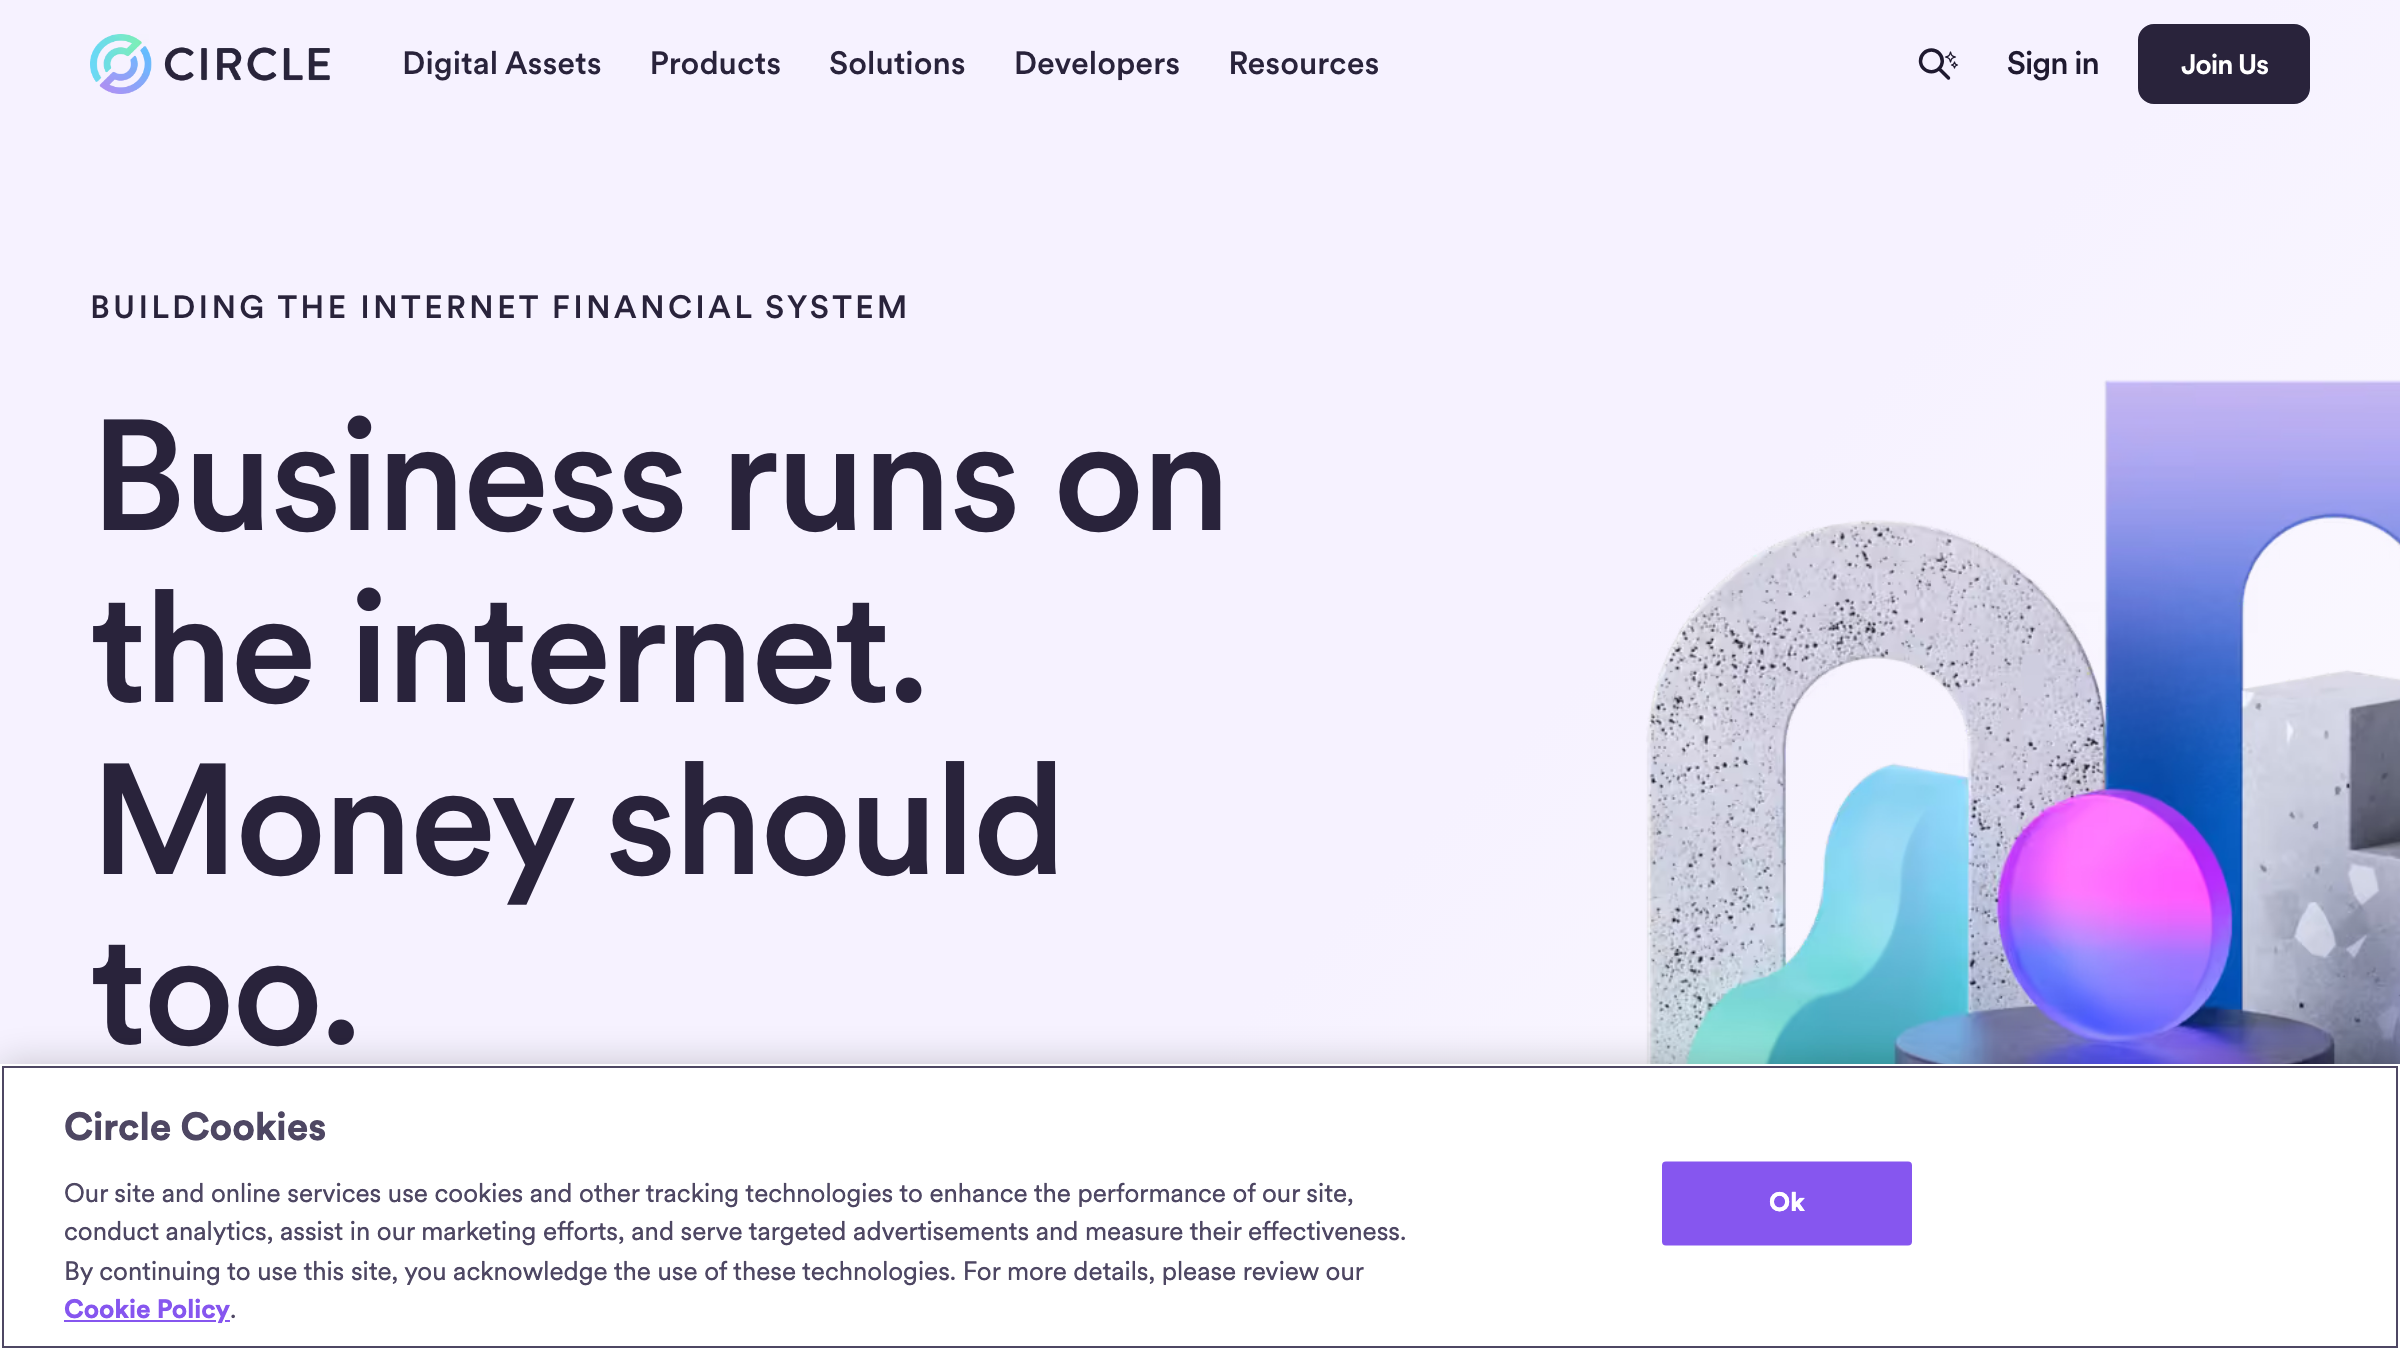 CIRCLE
Digital Assets
Products
Solutions
Developers
Resources
Sign in
Join Us
BUILDING THE INTERNET FINANCIAL SYSTEM
Business runs on
the internet.
Money should
too.
Circle Cookies
Our site and online services use cookies and other tracking technologies to enhance the performance of our site,
conduct analytics, assist in our marketing efforts, and serve targeted advertisements and measure their effectiveness.
By continuing to use this site, you acknowledge the use of these technologies. For more details, please review our
Cookie Policy.
Ok